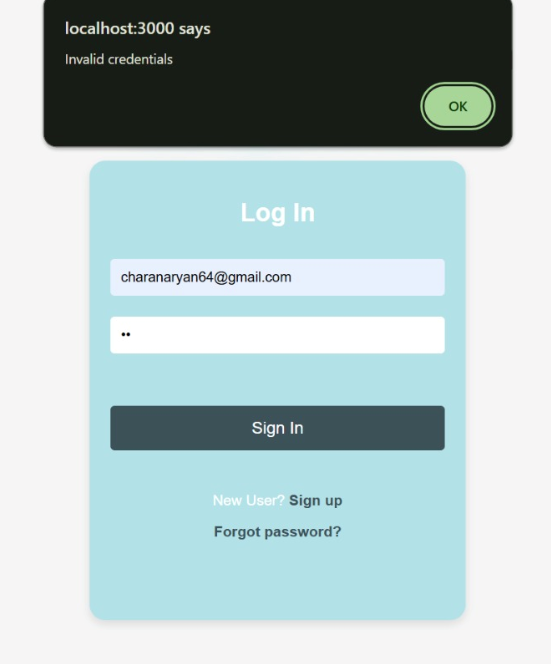 localhost:3000 says
Invalid credentials
OK
Log In
charanaryan64@gmail.com
••
Sign In
New User? Sign up
Forgot password?